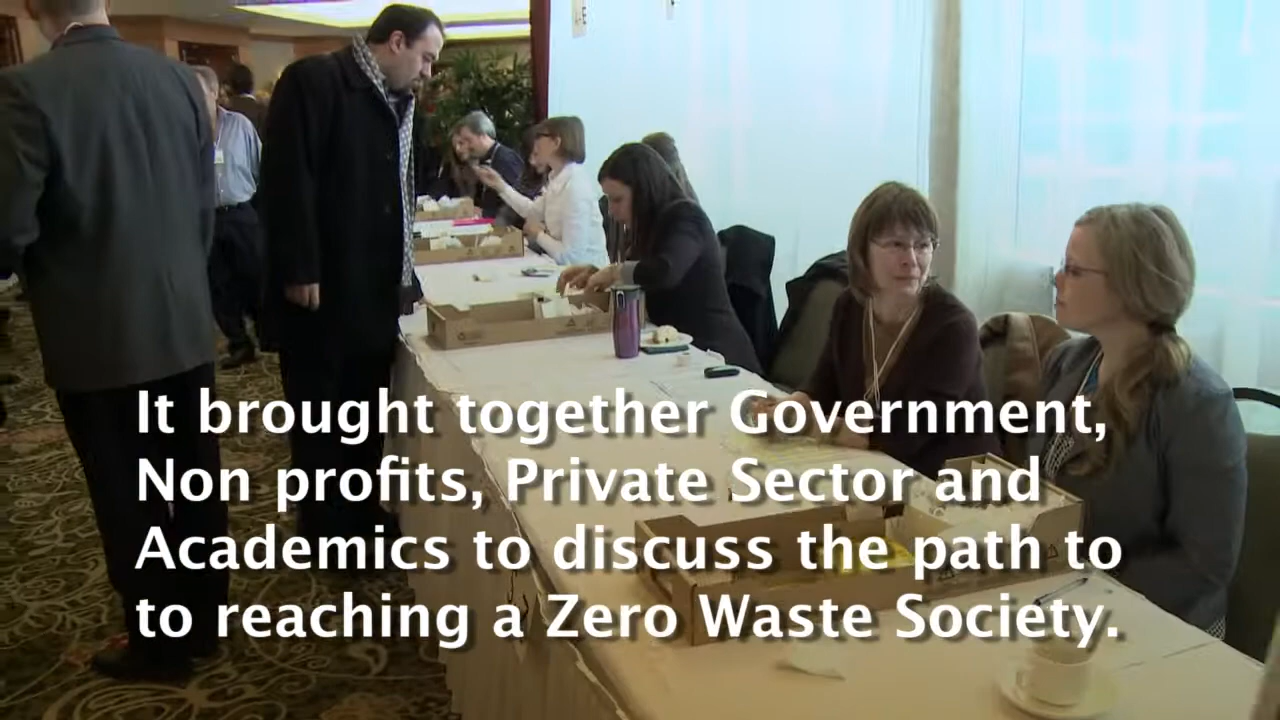 It brought together Government,
Non profits, Private Sector and
Academics to discuss the path to
to reaching a Zero Waste Society.